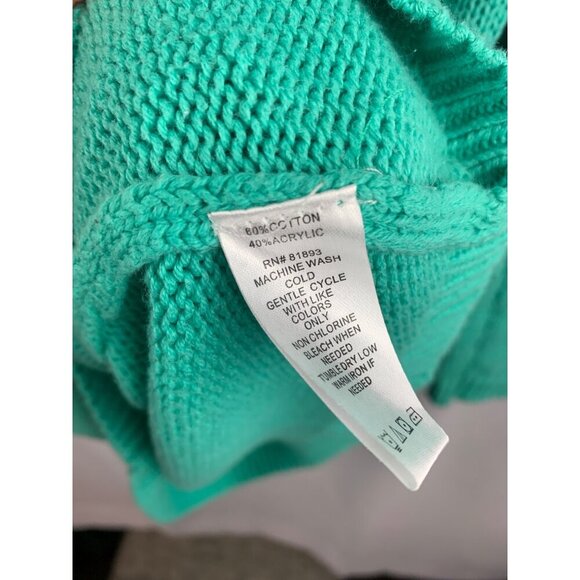 60%COTTON
40%ACRYLIC
RN# 81893
MACHINE WASH
COLD
GENTLE CYCLE
WITH LIKE
COLORS
ONLY
NON CHLORINE
BLEACH WHEN
NEEDED
TUMBLE DRY LOW
WARM IRON IF
NEEDED